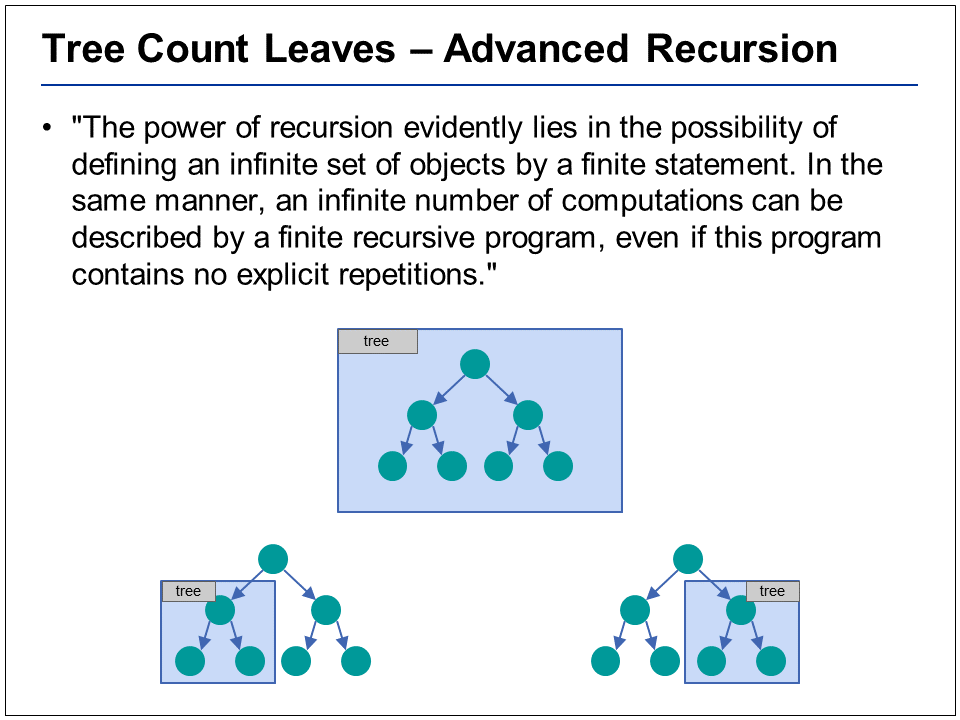 Tree Count Leaves – Advanced Recursion
• "The power of recursion evidently lies in the possibility of
defining an infinite set of objects by a finite statement. In the
same manner, an infinite number of computations can be
described by a finite recursive program, even if this program
contains no explicit repetitions."
tree
tree
tree